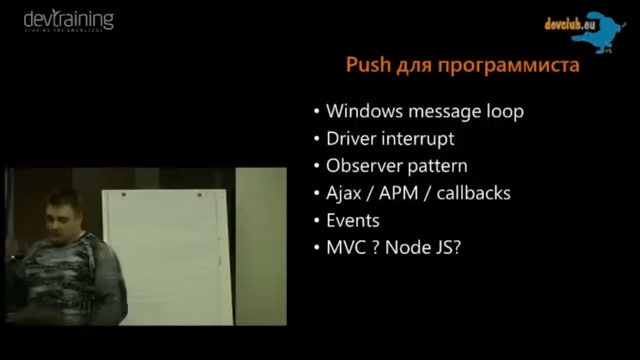 devtraining
SHARING THE KNOWLEDGE
devclub.eu
Push для программиста
• Windows message loop
• Driver interrupt
• Observer pattern
• Ajax / APM / callbacks
• Events
• MVC ? Node JS?